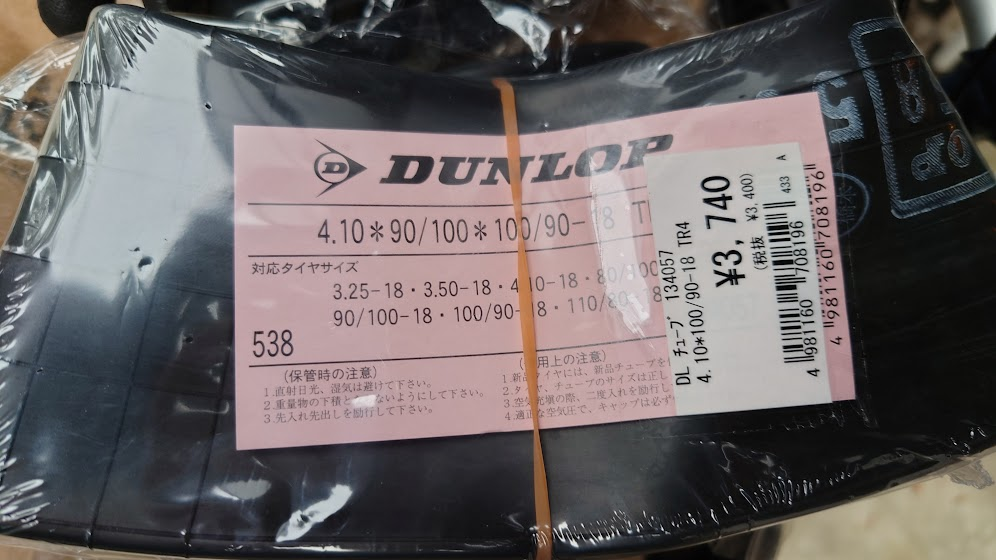 D DUNLOP
4.10*90/100*100/90-18 T
対応タイヤサイズ
3.25-18・3.50-18・4.10-18・80/100
90/100-18・100/90-18・110/80-18
538
(保管時の注意)
1.直射日光、湿気は避けて下さい。
2.重量物の下積としないようにして下さい。
3.先入れ先出しを励行して下さい。
用上の注意)
1.新品タイヤには、新品チューブを
2.タイヤ、チューブのサイズは正し
3.空気充填の際、二度入れを励行し
4.適正な空気圧で、キャップは必ず
DL チューブ 134057
4.10*100/90-18 TR4
¥3,740
(税抜 ¥3,400)
433 A
4 981160 708196
4 981160 708196